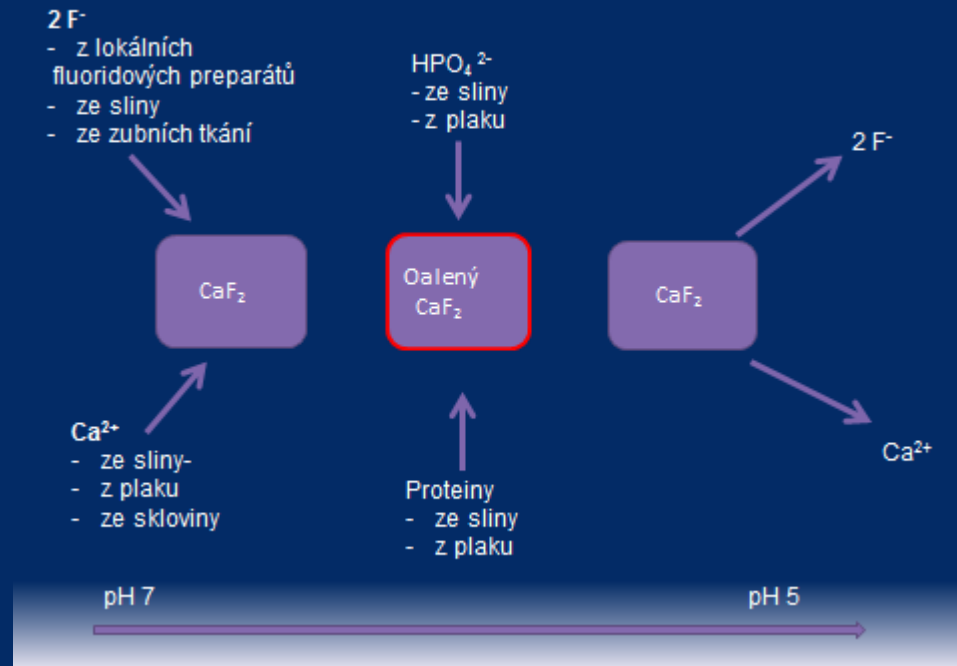 2 F⁻
- z lokálních
fluoridových preparátů
- ze sliny
- ze zubních tkání
HPO₄ ²⁻
- ze sliny
- z plaku
2 F⁻
CaF₂
Oalený
CaF₂
CaF₂
Ca²⁺
- ze sliny-
- z plaku
- ze skloviny
Proteiny
- ze sliny
- z plaku
Ca²⁺
pH 7
pH 5